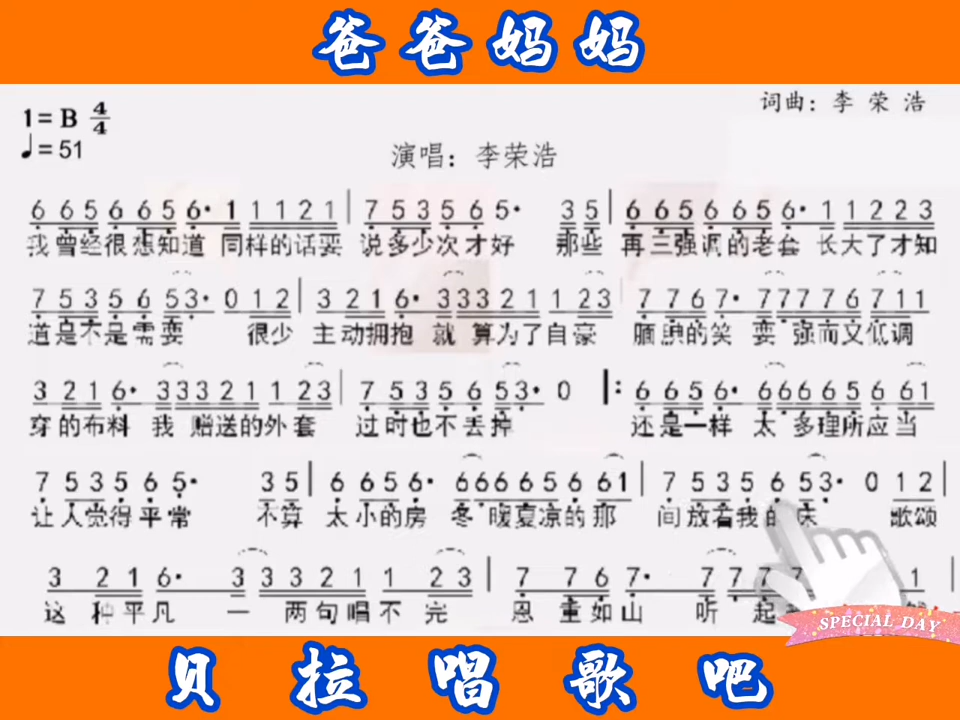 爸爸妈妈
词曲：李荣浩
1=B 4/4
♩=51
演唱：李荣浩
6 6 5 6 6 5 6· 1 1 1 2 1 | 7 5 3 5 6 5· 3 5 | 6 6 5 6 6 5 6· 1 1 2 2 3
我曾经很想知道 同样的话要 说多少次才好 那些 再三强调的老套 长大了才知
7 5 3 5 6 5 3· 0 1 2 | 3 2 1 6· 3 3 3 2 1 1 2 3 | 7 7 6 7· 7 7 7 7 6 7 1 1
道是不是需要 很少 主动拥抱 就 算为了自豪 腼腆的笑 要 强而又低调
3 2 1 6· 3 3 3 2 1 1 2 3 | 7 5 3 5 6 5 3· 0 |: 6 6 5 6· 6 6 6 6 5 6 6 1
穿的布料 我 赠送的外套 过时也不丢掉 还是一样 太 多理所应当
7 5 3 5 6 5· 3 5 | 6 6 5 6· 6 6 6 6 5 6 6 1 | 7 5 3 5 6 5 3· 0 1 2 |
让人觉得平常 不算 太小的房 冬 暖夏凉的那 间放着我的床 歌颂
3 2 1 6· 3 3 3 2 1 1 2 3 | 7 7 6 7· 7 7 7 7 1 |
这种平凡 一 两句唱不完 恩重如山 听 起
SPECIAL DAY
贝拉唱歌吧